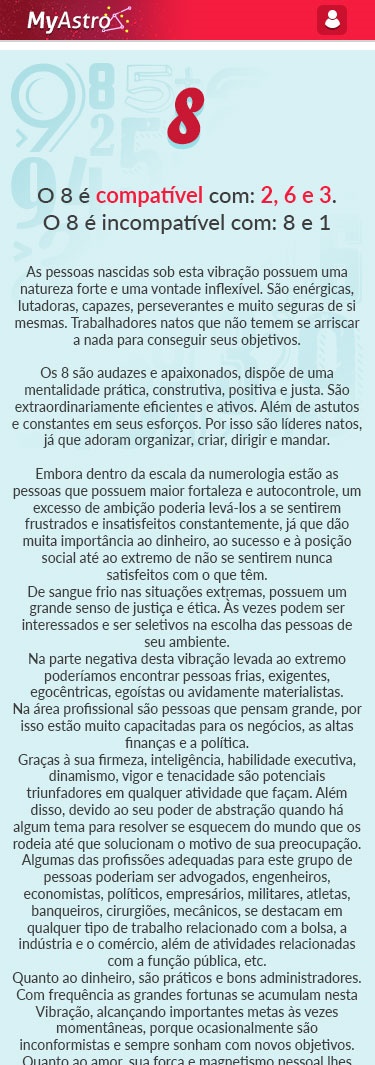 MyAstro
8
O 8 é compatível com: 2, 6 e 3.
O 8 é incompatível com: 8 e 1
As pessoas nascidas sob esta vibração possuem uma
natureza forte e uma vontade inflexível. São enérgicas,
lutadoras, capazes, perseverantes e muito seguras de si
mesmas. Trabalhadores natos que não temem se arriscar
a nada para conseguir seus objetivos.
Os 8 são audazes e apaixonados, dispõe de uma
mentalidade prática, construtiva, positiva e justa. São
extraordinariamente eficientes e ativos. Além de astutos
e constantes em seus esforços. Por isso são líderes natos,
já que adoram organizar, criar, dirigir e mandar.
Embora dentro da escala da numerologia estão as
pessoas que possuem maior fortaleza e autocontrole, um
excesso de ambição poderia levá-los a se sentirem
frustrados e insatisfeitos constantemente, já que dão
muita importância ao dinheiro, ao sucesso e à posição
social até ao extremo de não se sentirem nunca
satisfeitos com o que têm.
De sangue frio nas situações extremas, possuem um
grande senso de justiça e ética. Às vezes podem ser
interessados e ser seletivos na escolha das pessoas de
seu ambiente.
Na parte negativa desta vibração levada ao extremo
poderíamos encontrar pessoas frias, exigentes,
egocêntricas, egoístas ou avidamente materialistas.
Na área profissional são pessoas que pensam grande, por
isso estão muito capacitadas para os negócios, as altas
finanças e a política.
Graças à sua firmeza, inteligência, habilidade executiva,
dinamismo, vigor e tenacidade são potenciais
triunfadores em qualquer atividade que façam. Além
disso, devido ao seu poder de abstração quando há
algum tema para resolver se esquecem do mundo que os
rodeia até que solucionam o motivo de sua preocupação.
Algumas das profissões adequadas para este grupo de
pessoas poderiam ser advogados, engenheiros,
economistas, políticos, empresários, militares, atletas,
banqueiros, cirurgiões, mecânicos, se destacam em
qualquer tipo de trabalho relacionado com a bolsa, a
indústria e o comércio, além de atividades relacionadas
com a função pública, etc.
Quanto ao dinheiro, são práticos e bons administradores.
Com frequência as grandes fortunas se acumulam nesta
Vibração, alcançando importantes metas às vezes
momentâneas, porque ocasionalmente são
inconformistas e sempre sonham com novos objetivos.
Quanto ao amor, sua força e magnetismo pessoal lhes